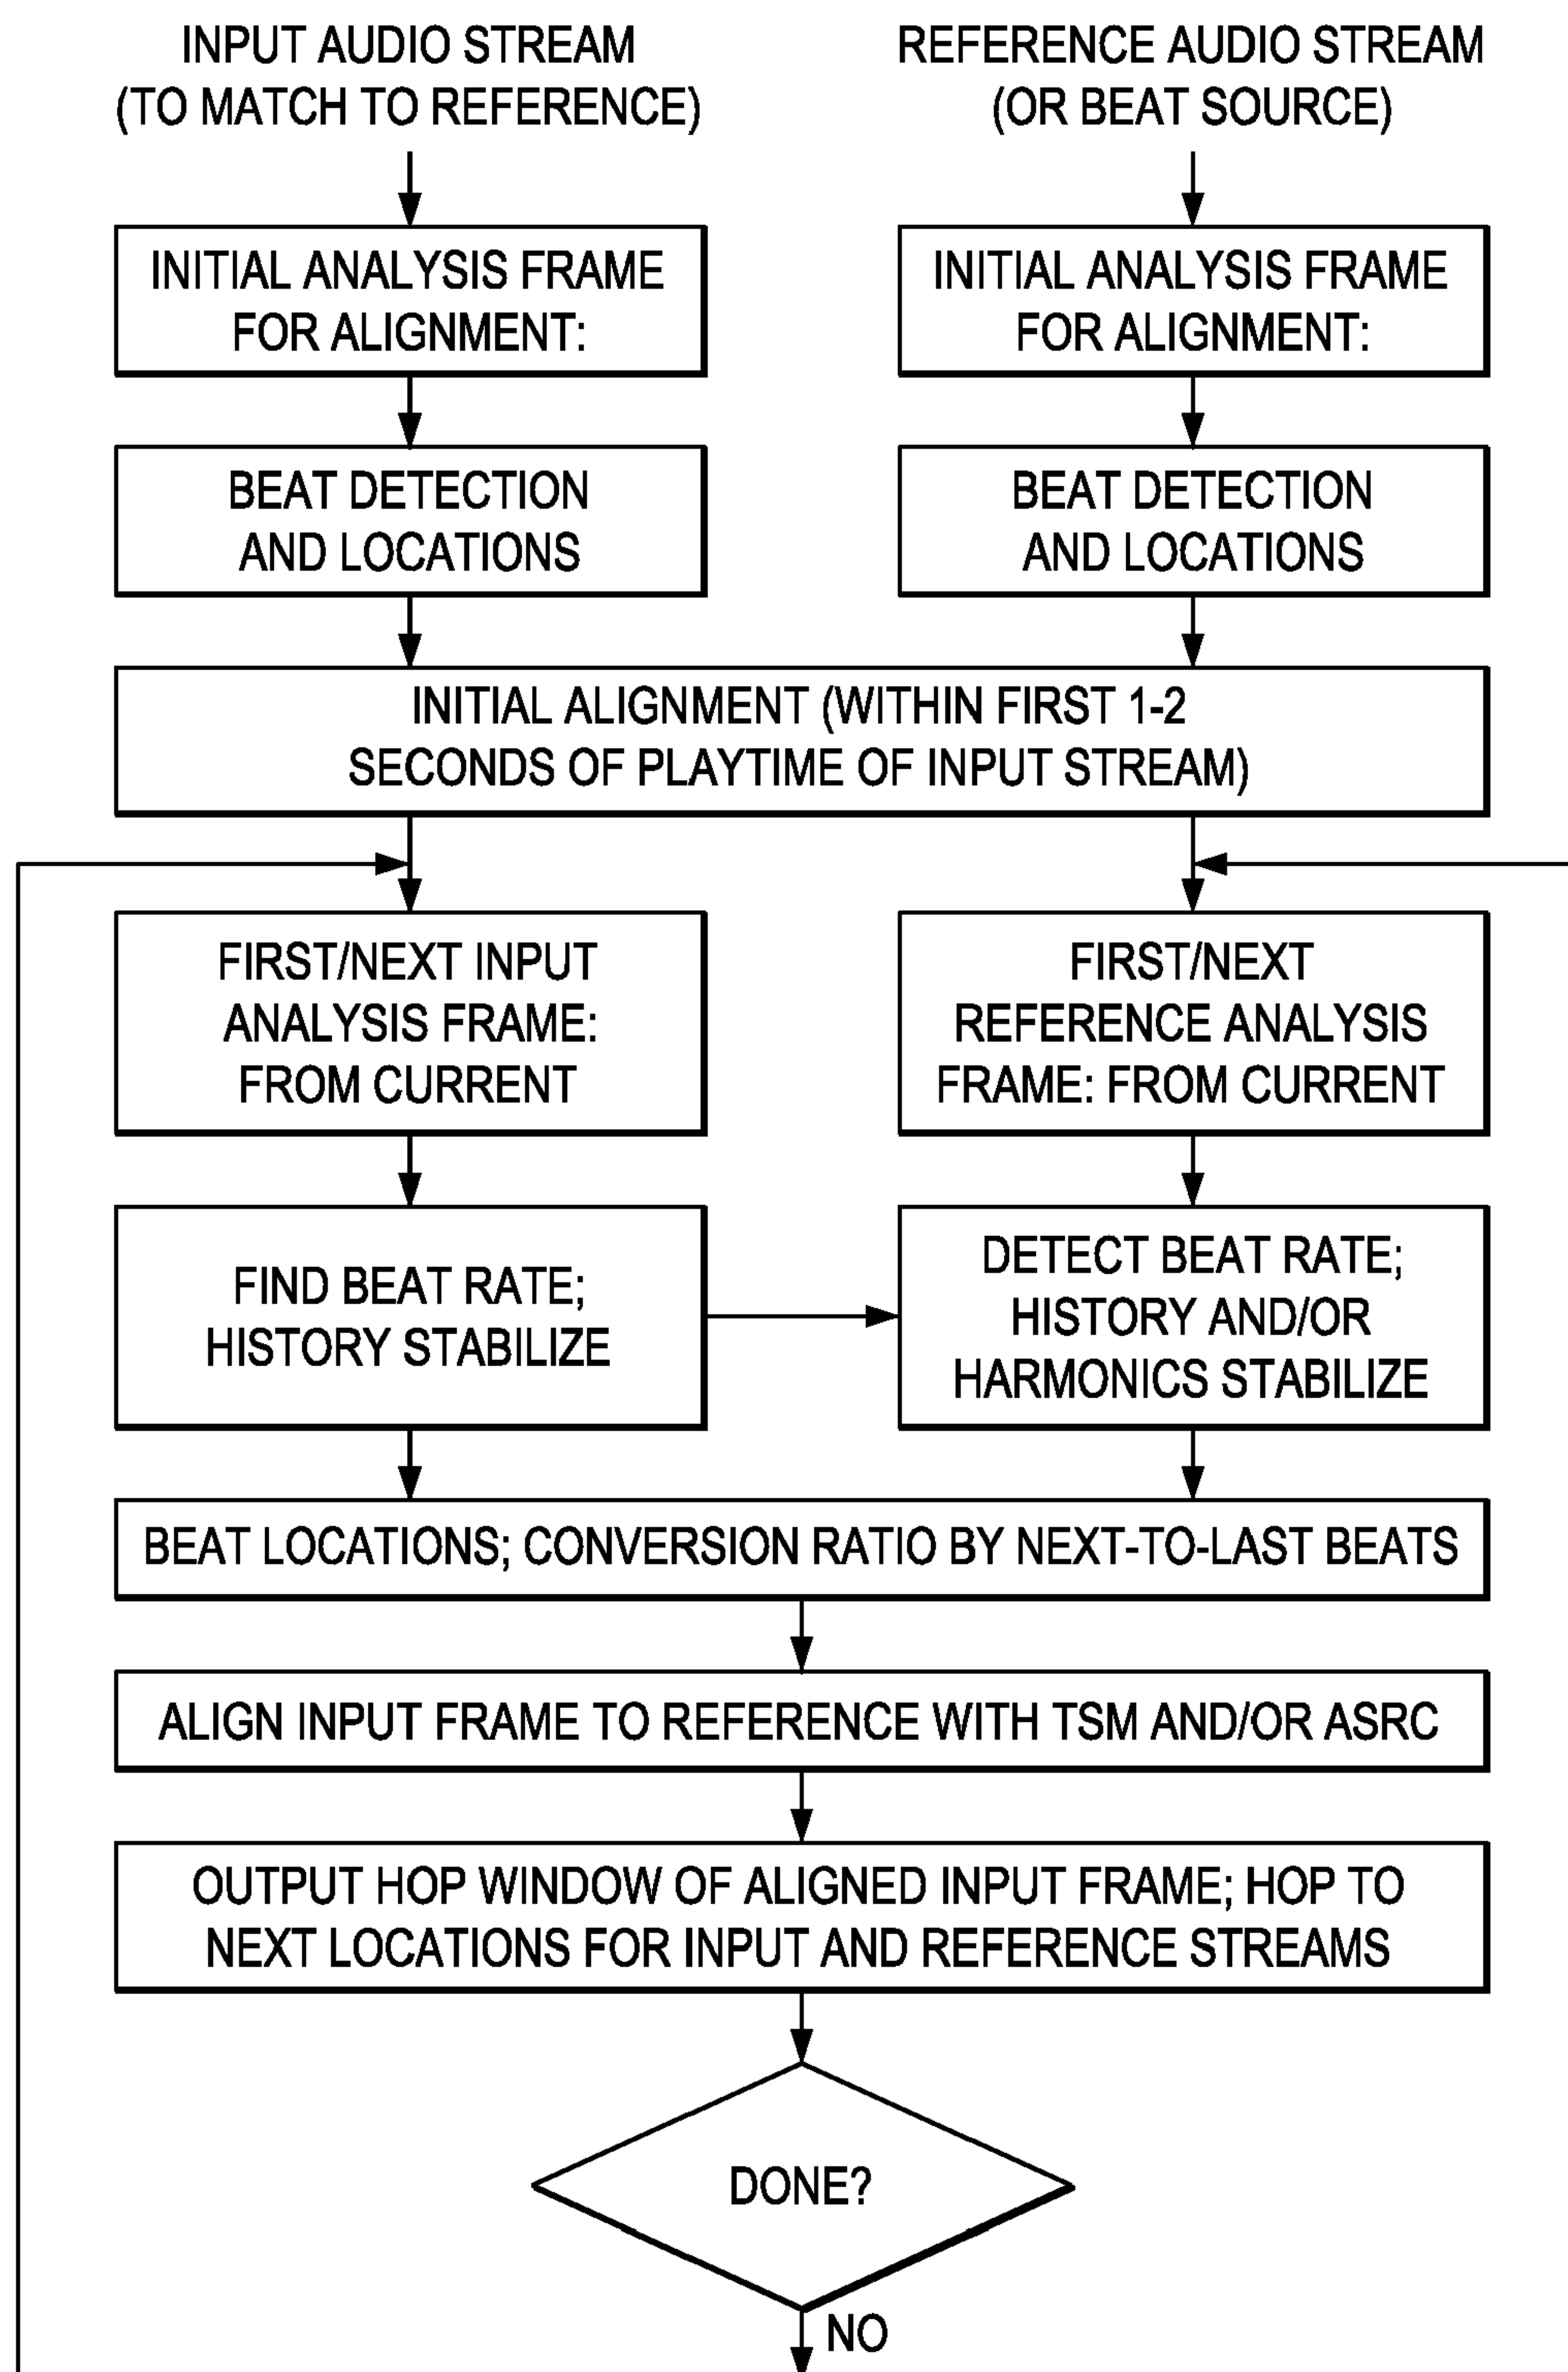 INPUT AUDIO STREAM
(TO MATCH TO REFERENCE)
REFERENCE AUDIO STREAM
(OR BEAT SOURCE)
INITIAL ANALYSIS FRAME
FOR ALIGNMENT:
INITIAL ANALYSIS FRAME
FOR ALIGNMENT:
BEAT DETECTION
AND LOCATIONS
BEAT DETECTION
AND LOCATIONS
INITIAL ALIGNMENT (WITHIN FIRST 1-2
SECONDS OF PLAYTIME OF INPUT STREAM)
FIRST/NEXT INPUT
ANALYSIS FRAME:
FROM CURRENT
FIRST/NEXT
REFERENCE ANALYSIS
FRAME: FROM CURRENT
FIND BEAT RATE;
HISTORY STABILIZE
DETECT BEAT RATE;
HISTORY AND/OR
HARMONICS STABILIZE
BEAT LOCATIONS; CONVERSION RATIO BY NEXT-TO-LAST BEATS
ALIGN INPUT FRAME TO REFERENCE WITH TSM AND/OR ASRC
OUTPUT HOP WINDOW OF ALIGNED INPUT FRAME; HOP TO
NEXT LOCATIONS FOR INPUT AND REFERENCE STREAMS
DONE?
NO